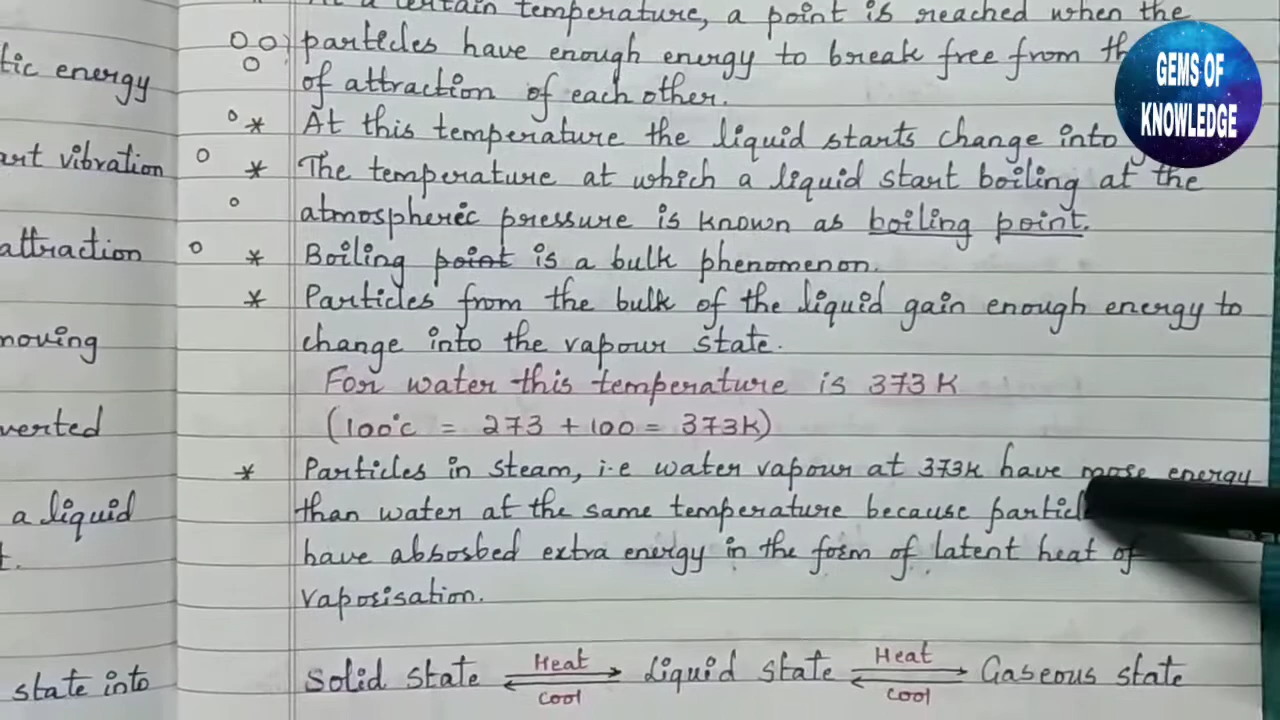 tic energy
art vibration
attraction
moving
verted
a liquid
t.
state into
At a certain temperature, a point is reached when the
particles have enough energy to break free from
of attraction of each other.
* At this temperature the liquid starts change into
* The temperature at which a liquid start boiling at the
atmospheric pressure is known as boiling point.
* Boiling point is a bulk phenomenon.
* Particles from the bulk of the liquid gain enough energy to
change into the vapour state.
For water this temperature is 373K
(100°c = 273 + 100 = 373K)
* Particles in steam, i.e water vapour at 373K have more energy
than water at the same temperature because
have absosbed extra energy in the form of latent heat of
vaporisation.
Solid state Heat Liquid state Heat Gaseous state
cool cool
GEMS OF
KNOWLEDGE